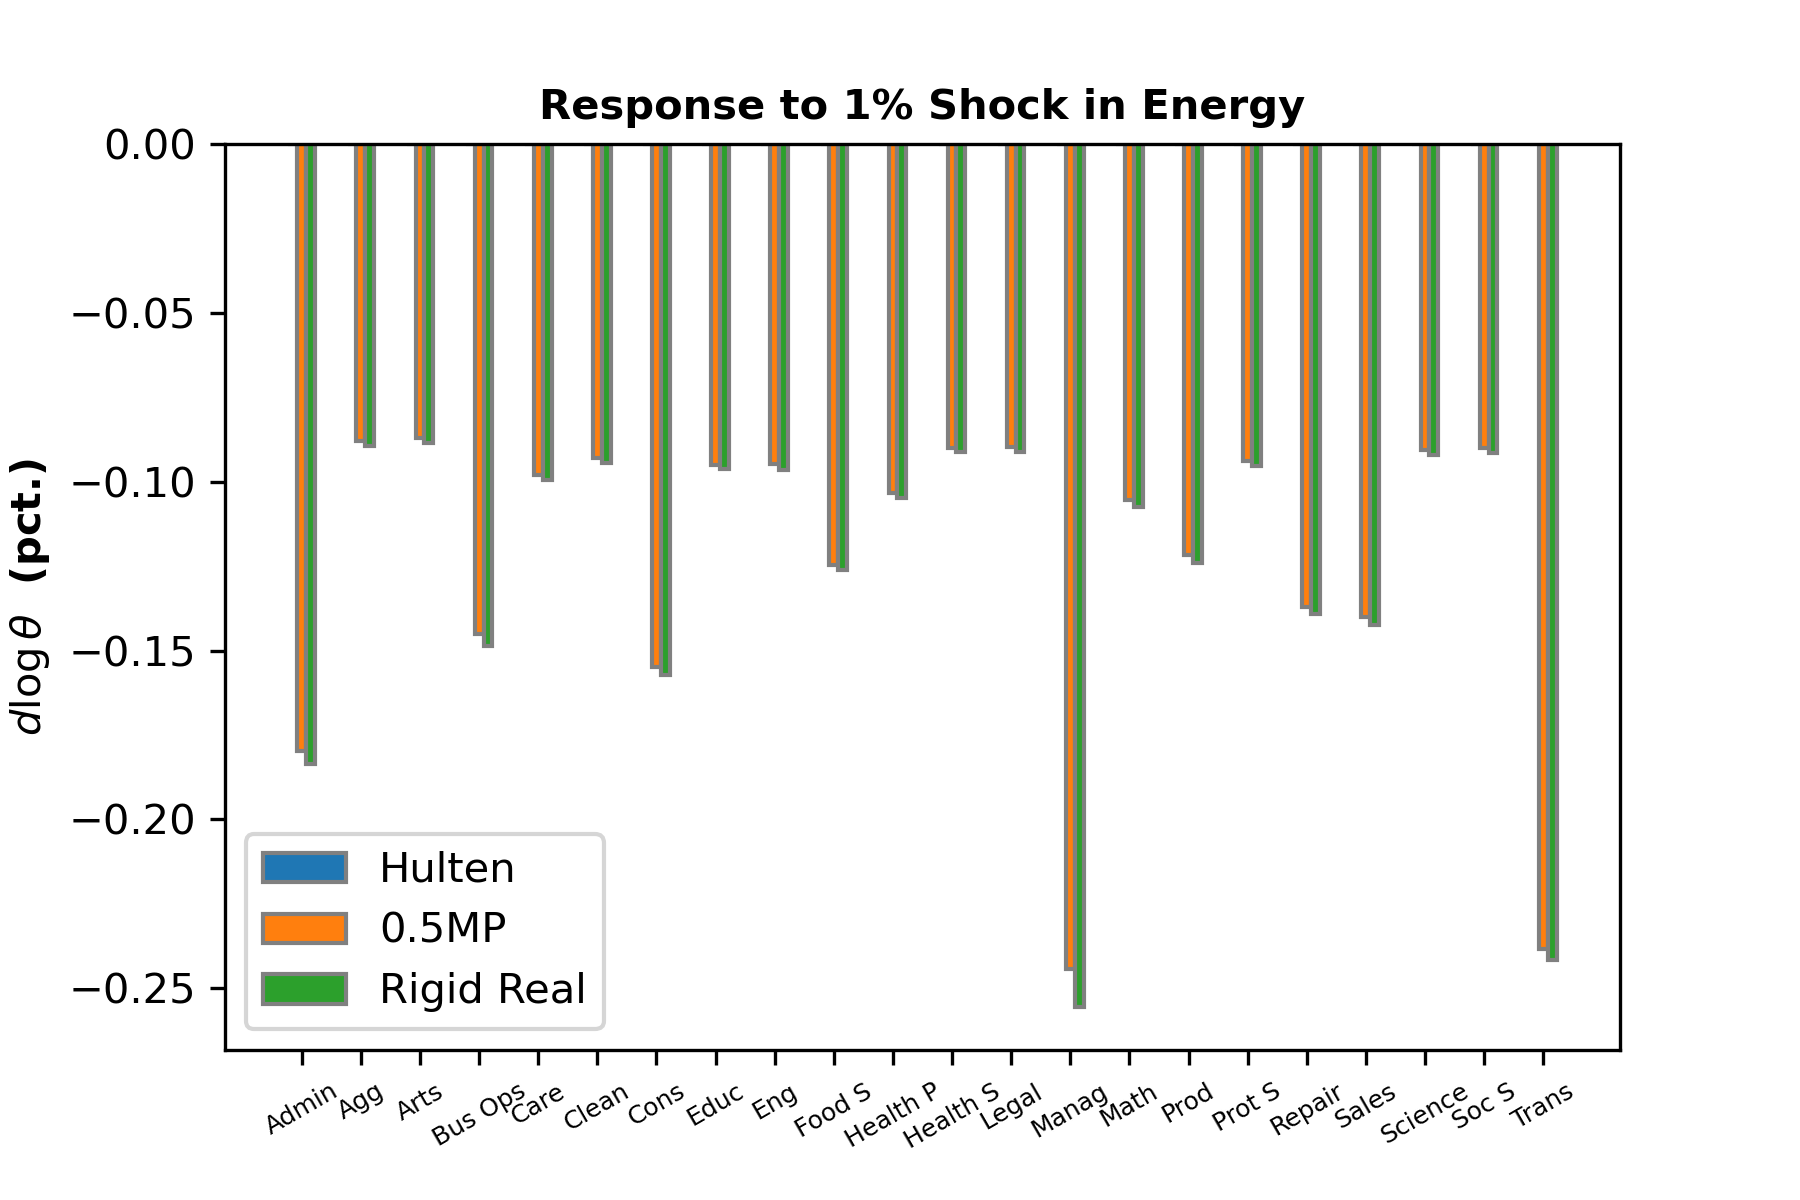 Response to 1% Shock in Energy
0.00
−0.05
−0.10
−0.15
−0.20
−0.25
d log θ (pct.)
Hulten
0.5MP
Rigid Real
Admin
Agg
Arts
Bus Ops
Care
Clean
Cons
Educ
Eng
Food S
Health P
Health S
Legal
Manag
Math
Prod
Prot S
Repair
Sales
Science
Soc S
Trans